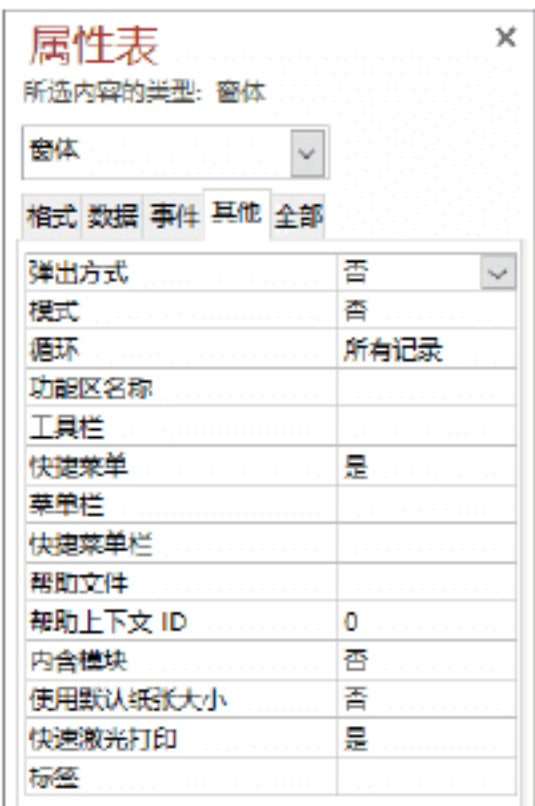 属性表
所选内容的类型: 窗体
窗体
格式 数据 事件 其他 全部
弹出方式 否
模式 否
循环 所有记录
功能区名称
工具栏
快捷菜单 是
菜单栏
快捷菜单栏
帮助文件
帮助上下文 ID 0
内含模块 否
使用默认纸张大小 否
快速激光打印 是
标签